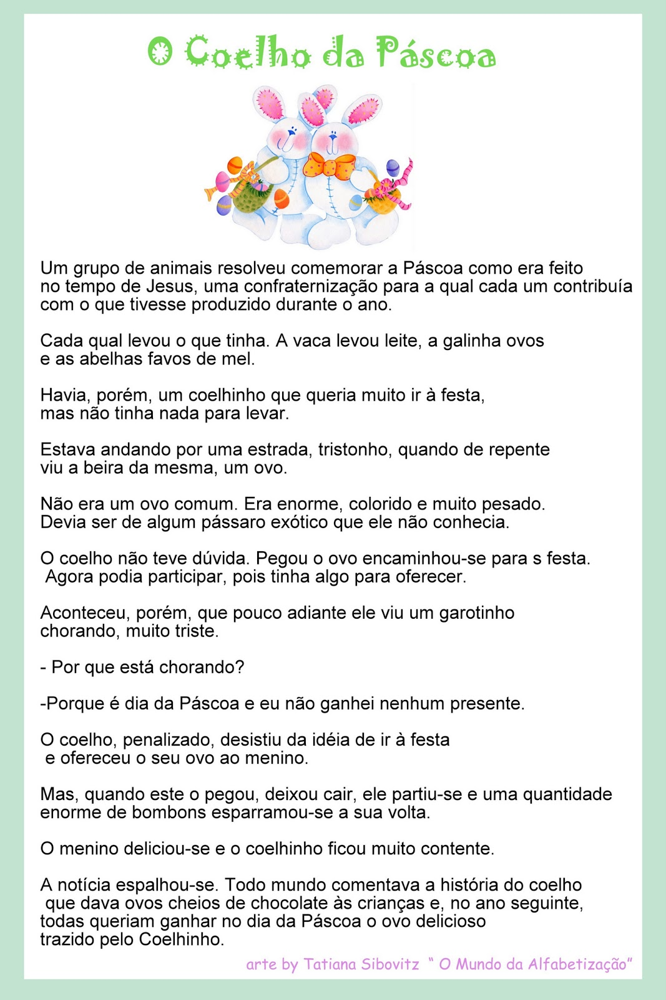 O Coelho da Páscoa
Um grupo de animais resolveu comemorar a Páscoa como era feito
no tempo de Jesus, uma confraternização para a qual cada um contribuía
com o que tivesse produzido durante o ano.
Cada qual levou o que tinha. A vaca levou leite, a galinha ovos
e as abelhas favos de mel.
Havia, porém, um coelhinho que queria muito ir à festa,
mas não tinha nada para levar.
Estava andando por uma estrada, tristonho, quando de repente
viu a beira da mesma, um ovo.
Não era um ovo comum. Era enorme, colorido e muito pesado.
Devia ser de algum pássaro exótico que ele não conhecia.
O coelho não teve dúvida. Pegou o ovo encaminhou-se para s festa.
Agora podia participar, pois tinha algo para oferecer.
Aconteceu, porém, que pouco adiante ele viu um garotinho
chorando, muito triste.
- Por que está chorando?
-Porque é dia da Páscoa e eu não ganhei nenhum presente.
O coelho, penalizado, desistiu da idéia de ir à festa
e ofereceu o seu ovo ao menino.
Mas, quando este o pegou, deixou cair, ele partiu-se e uma quantidade
enorme de bombons esparramou-se a sua volta.
O menino deliciou-se e o coelhinho ficou muito contente.
A notícia espalhou-se. Todo mundo comentava a história do coelho
que dava ovos cheios de chocolate às crianças e, no ano seguinte,
todas queriam ganhar no dia da Páscoa o ovo delicioso
trazido pelo Coelhinho.
arte by Tatiana Sibovitz “ O Mundo da Alfabetização”